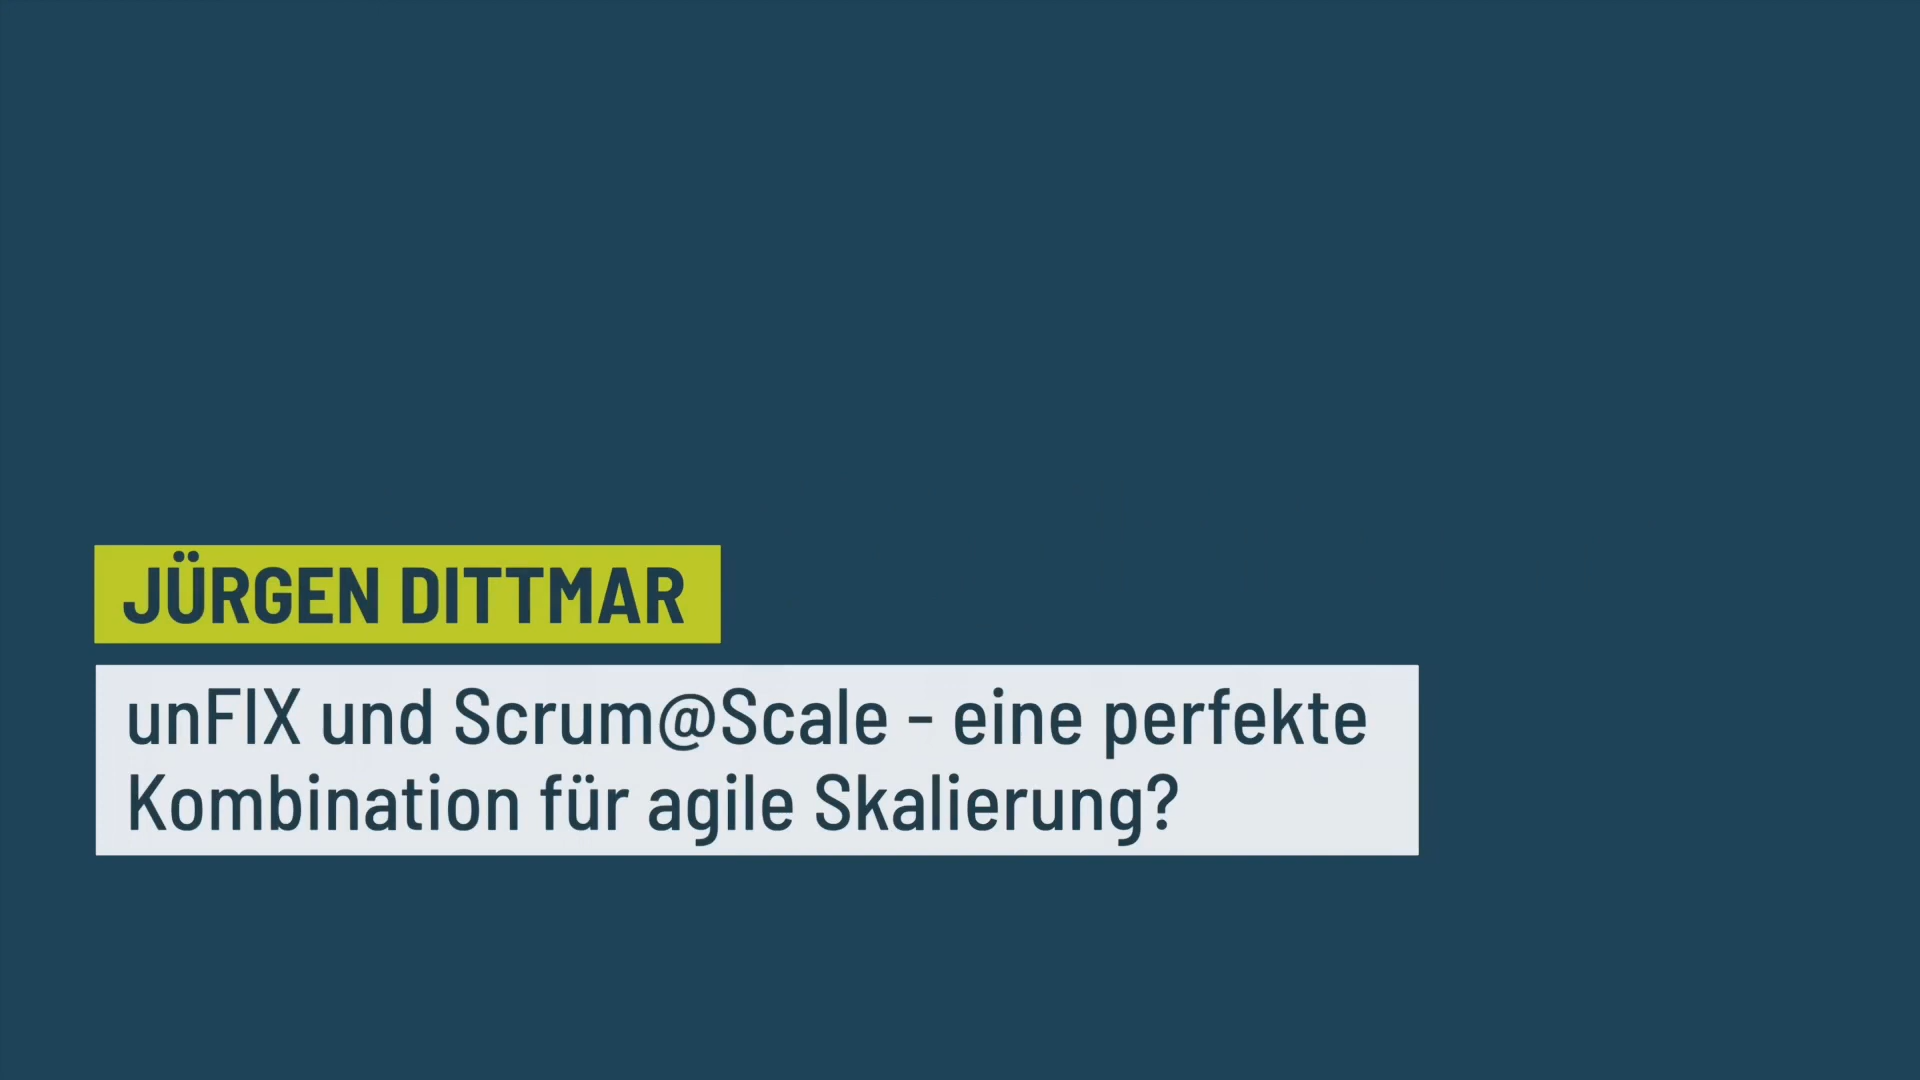 JÜRGEN DITTMAR
unFIX und Scrum@Scale - eine perfekte
Kombination für agile Skalierung?